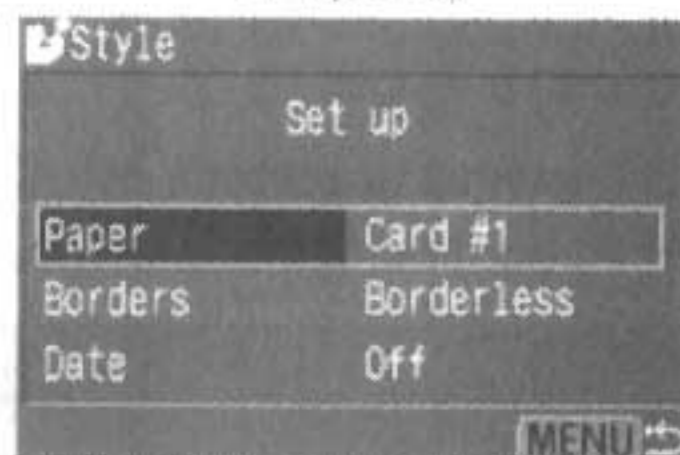 Style
Set up
Paper Card #1
Borders Borderless
Date Off
MENU